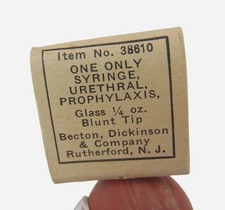 Item No. 38610
ONE ONLY
SYRINGE,
URETHRAL,
PROPHYLAXIS,
Glass ¼ oz.
Blunt Tip
Becton, Dickinson
& Company
Rutherford, N. J.